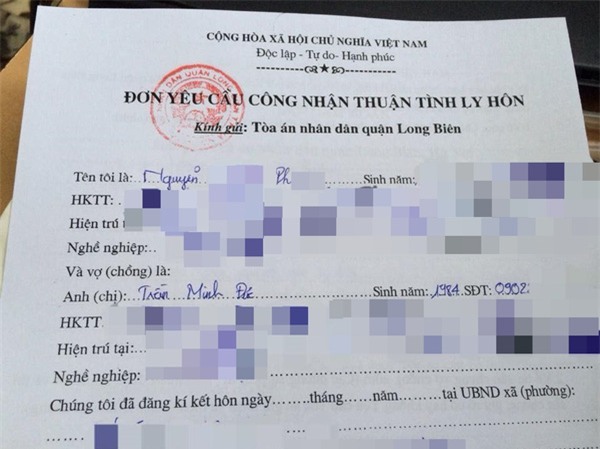 CỘNG HÒA XÃ HỘI CHỦ NGHĨA VIỆT NAM
Độc lập - Tự do- Hạnh phúc
ĐƠN YÊU CẦU CÔNG NHẬN THUẬN TÌNH LY HÔN
Kính gửi: Tòa án nhân dân quận Long Biên
Tên tôi là: Nguyễn Ph Sinh năm:
HKTT:
Hiện trú
Nghề nghiệp:
Và vợ (chồng) là:
Anh (chị): Trần Minh Sinh năm: 1984 SĐT: 0902
HKTT
Hiện trú tại:
Nghề nghiệp:
Chúng tôi đã đăng kí kết hôn ngày.......tháng......năm......tại UBND xã (phường):